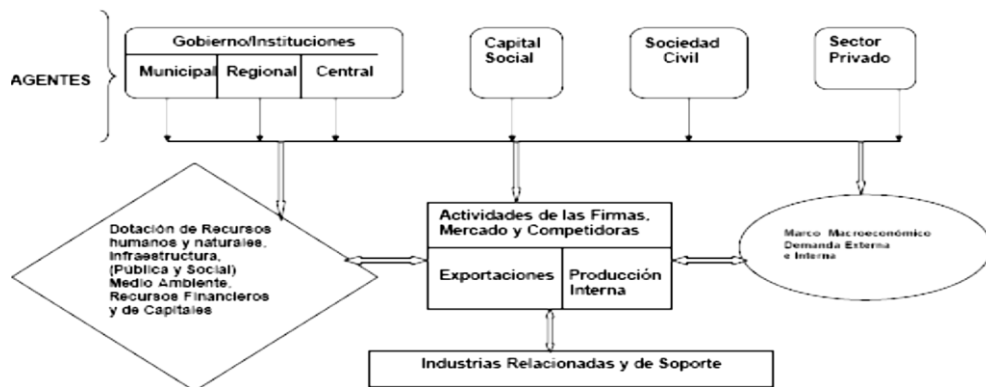 AGENTES
Gobierno/Instituciones
Municipal Regional Central
Capital
Social
Sociedad
Civil
Sector
Privado
Dotación de Recursos
humanos y naturales.
Infraestructura,
(Pública y Social)
Medio Ambiente.
Recursos Financieros
y de Capitales
Actividades de las Firmas.
Mercado y Competidoras
Exportaciones
Producción
Interna
Marco Macroeconómico
Demanda Externa
e Interna
Industrias Relacionadas y de Soporte